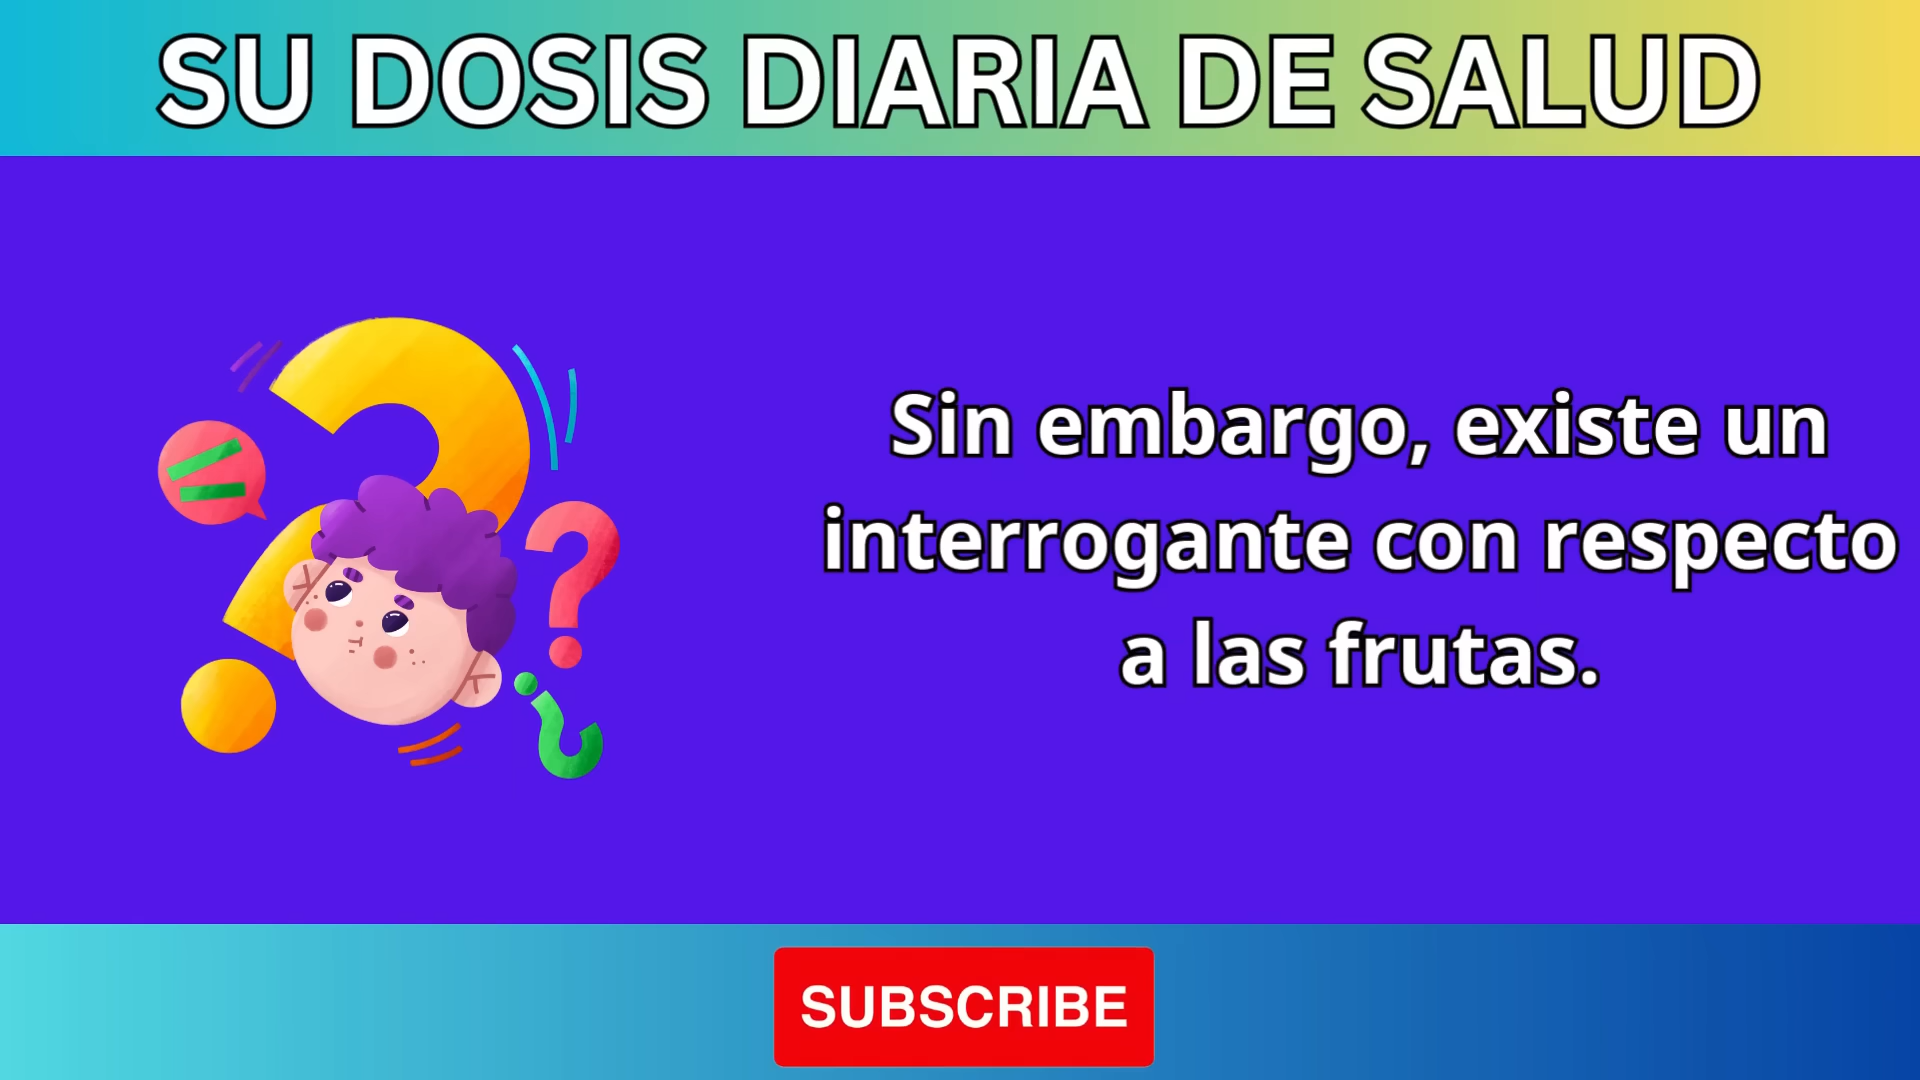 SU DOSIS DIARIA DE SALUD
Sin embargo, existe un
interrogante con respecto
a las frutas.
SUBSCRIBE